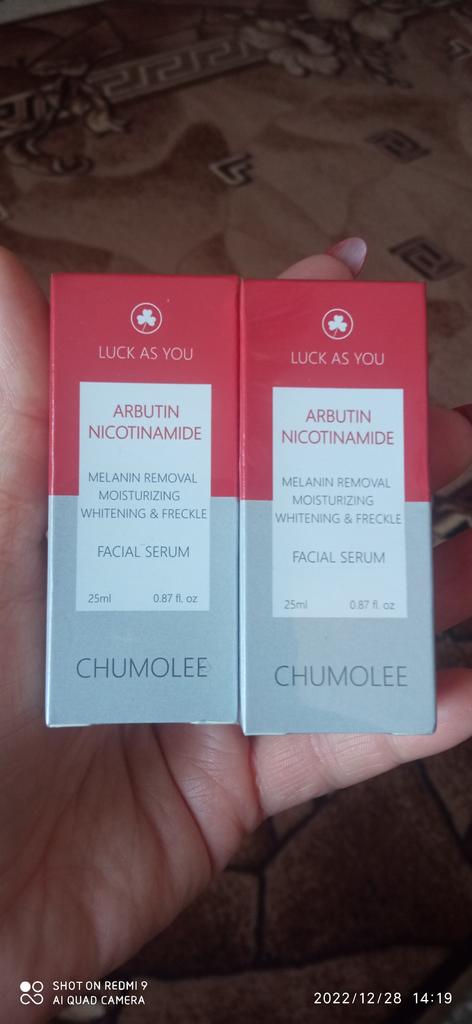 LUCK AS YOU
ARBUTIN
NICOTINAMIDE
MELANIN REMOVAL
MOISTURIZING
WHITENING & FRECKLE
FACIAL SERUM
25ml 0.87 fl. oz
CHUMOLEE
LUCK AS YOU
ARBUTIN
NICOTINAMIDE
MELANIN REMOVAL
MOISTURIZING
WHITENING & FRECKLE
FACIAL SERUM
25ml 0.87 fl. oz
CHUMOLEE
SHOT ON REDMI 9
AI QUAD CAMERA
2022/12/28 14:19